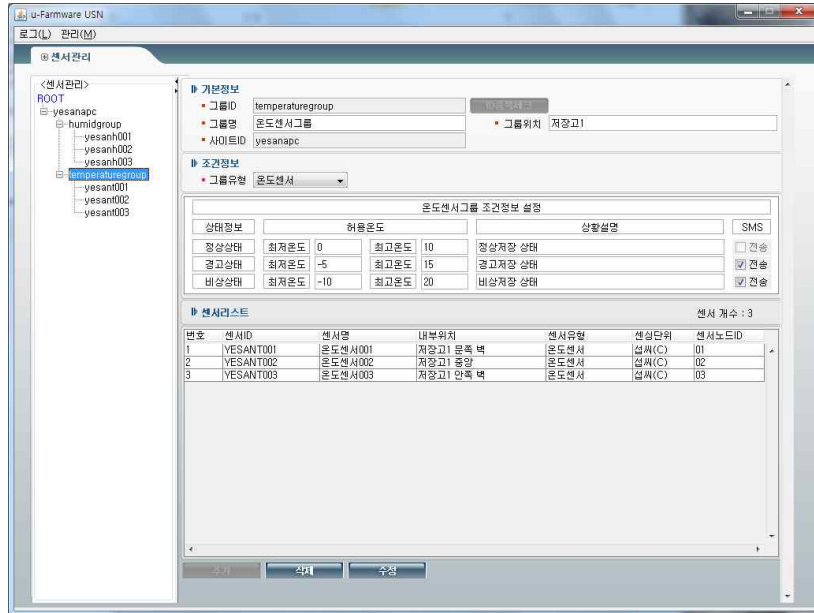 u-Farmware USN
로그(L) 관리(M)
센서관리
<센서관리>
ROOT
yesanapc
humidgroup
yesanh001
yesanh002
yesanh003
temperaturegroup
yesant001
yesant002
yesant003
기본정보
그룹ID temperaturegroup ID중복체크
그룹명 온도센서그룹 그룹위치 저장고1
사이트ID yesanapc
조건정보
그룹유형 온도센서
온도센서그룹 조건정보 설정
상태정보 허용온도 상황설명 SMS
정상상태 최저온도 0 최고온도 10 정상저장 상태 전송
경고상태 최저온도 -5 최고온도 15 경고저장 상태 전송
비상상태 최저온도 -10 최고온도 20 비상저장 상태 전송
센서리스트 센서 개수 : 3
번호 센서ID 센서명 내부위치 센서유형 센싱단위 센서노드ID
1 YESANT001 온도센서001 저장고1 문쪽 벽 온도센서 섭씨(C) 01
2 YESANT002 온도센서002 저장고1 중앙 온도센서 섭씨(C) 02
3 YESANT003 온도센서003 저장고1 안쪽 벽 온도센서 섭씨(C) 03
추가 삭제 수정